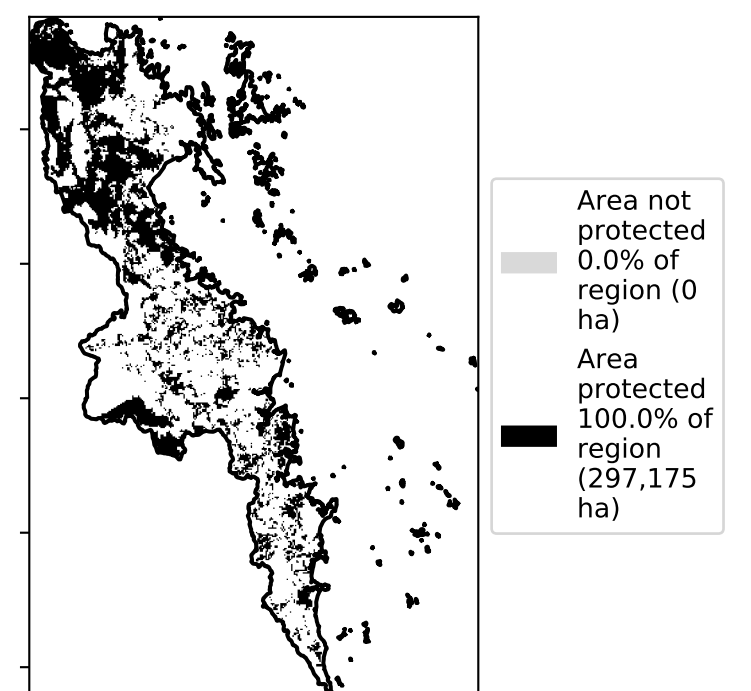 Area not
protected
0.0% of
region (0
ha)
Area
protected
100.0% of
region
(297,175
ha)